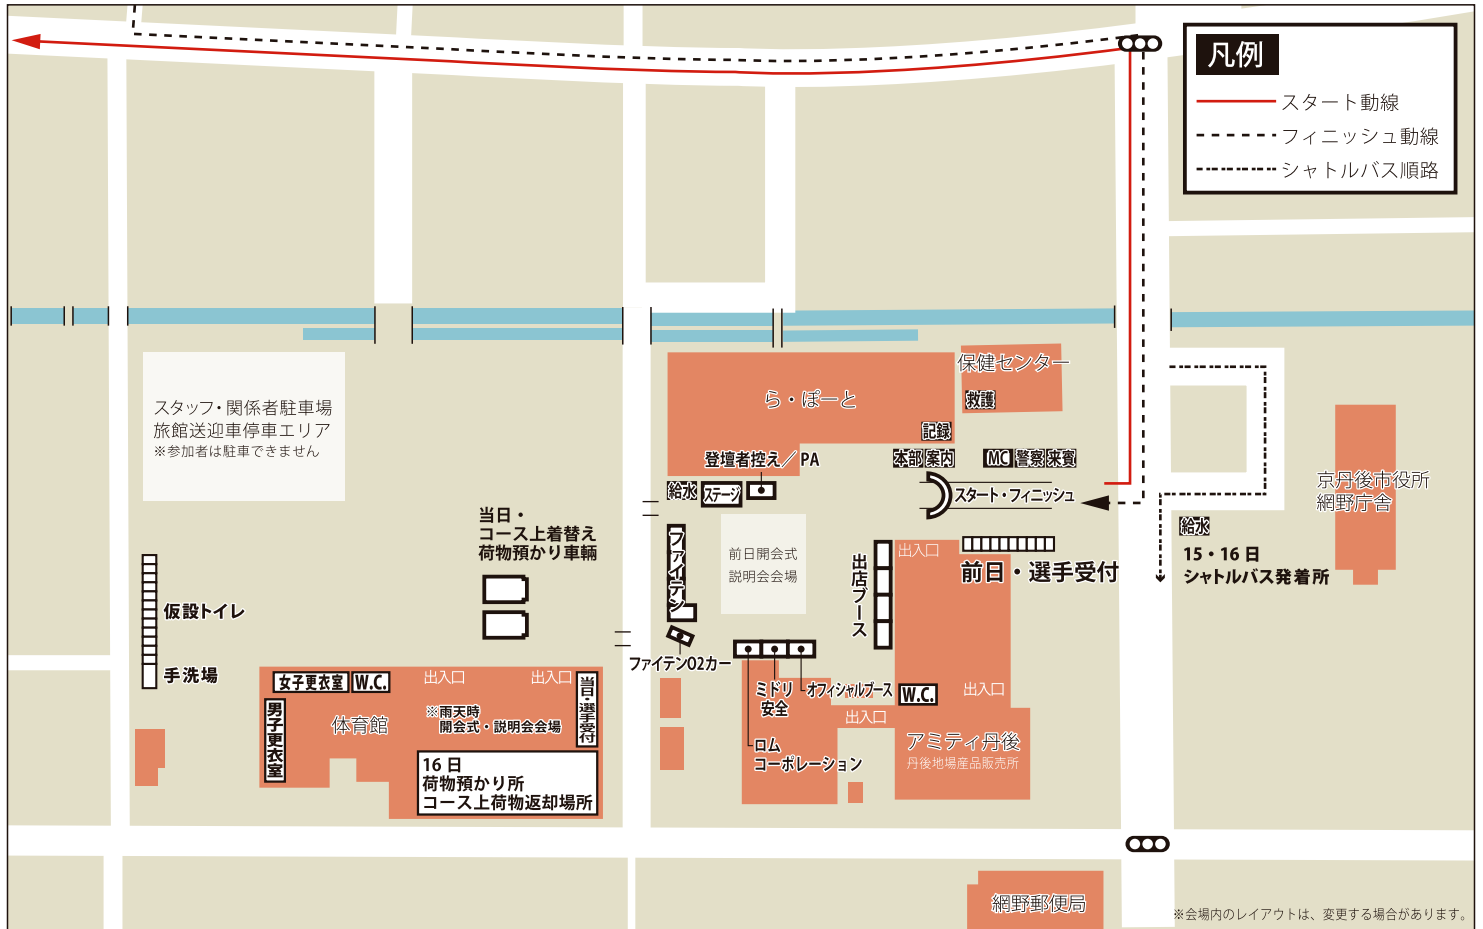 凡例
スタート動線
フィニッシュ動線
シャトルバス順路
保健センター
救護
ら・ぽーと
記録
スタッフ・関係者駐車場
旅館送迎車停車エリア
※参加者は駐車できません
登壇者控え／PA
本部
案内
MC
警察
来賓
給水
ステージ
スタート・フィニッシュ
京丹後市役所
網野庁舎
当日・
コース上着替え
荷物預かり車輌
ファイテン
前日開会式
説明会会場
出店ブース
出入口
前日・選手受付
給水
15・16日
シャトルバス発着所
仮設トイレ
手洗場
ファイテンO2カー
女子更衣室
W.C.
出入口
出入口
当日・選手受付
ミドリ
安全
オフィシャルブース
W.C.
出入口
男子更衣室
体育館
※雨天時
開会式・説明会会場
出入口
ロム
コーポレーション
アミティ丹後
丹後地場産品販売所
16日
荷物預かり所
コース上荷物返却場所
網野郵便局
※会場内のレイアウトは、変更する場合があります。